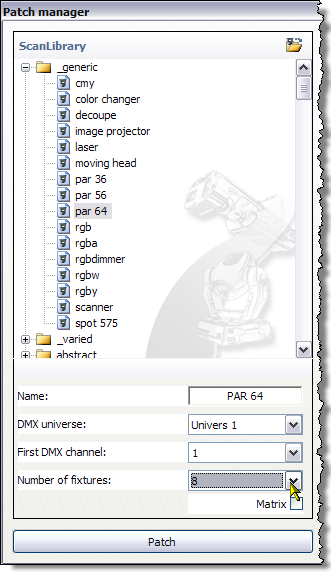 Patch manager
ScanLibrary
_generic
cmy
color changer
decoupe
image projector
laser
moving head
par 36
par 56
par 64
rgb
rgba
rgbdimmer
rgbw
rgby
scanner
spot 575
_varied
abstract
Name: PAR 64
DMX universe: Univers 1
First DMX channel: 1
Number of fixtures: 8
Matrix
Patch